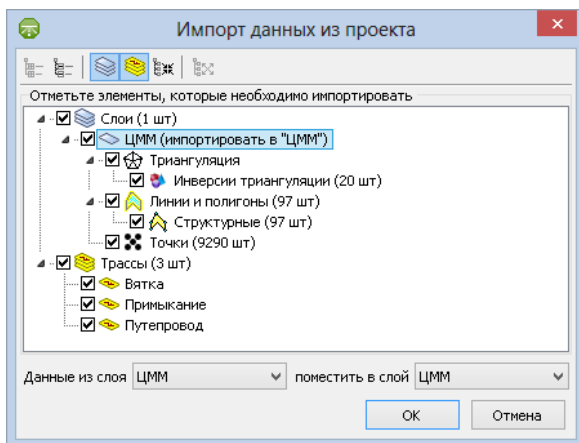 Импорт данных из проекта
Отметьте элементы, которые необходимо импортировать
Слои (1 шт)
ЦММ (импортировать в "ЦММ")
Триангуляция
Инверсии триангуляции (20 шт)
Линии и полигоны (97 шт)
Структурные (97 шт)
Точки (9290 шт)
Трассы (3 шт)
Вятка
Примыкание
Путепровод
Данные из слоя ЦММ поместить в слой ЦММ
OK Отмена